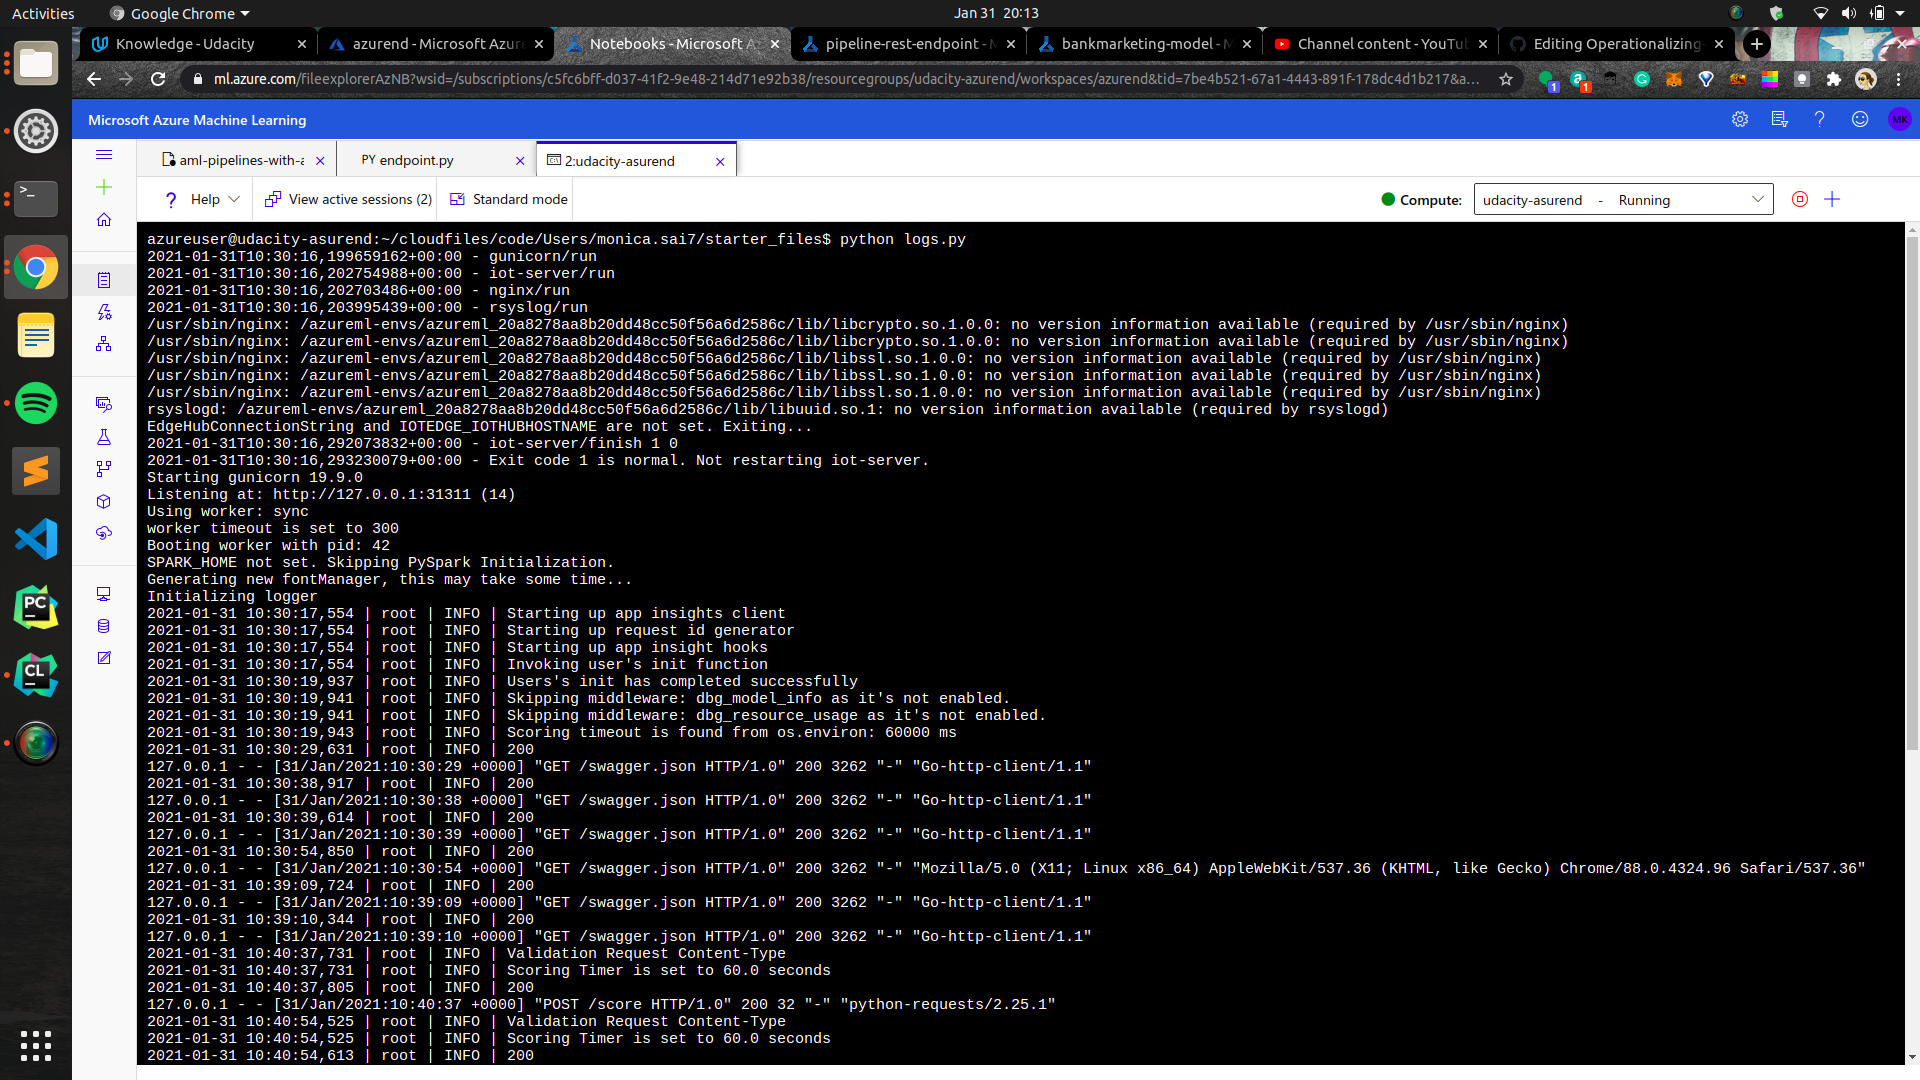 Activities
Google Chrome
Jan 31 20:13
Knowledge - Udacity
azurend - Microsoft Azure
Notebooks - Microsoft A
pipeline-rest-endpoint - M
bankmarketing-model - M
Channel content - YouTu
Editing Operationalizing-
ml.azure.com/fileexplorerAzNB?wsid=/subscriptions/c5fc6bff-d037-41f2-9e48-214d71e92b38/resourcegroups/udacity-azurend/workspaces/azurend&tid=7be4b521-67a1-4443-891f-178dc4d1b217&a...
1
1
Microsoft Azure Machine Learning
MK
aml-pipelines-with-a
PY endpoint.py
2:udacity-asurend
? Help
View active sessions (2)
Standard mode
Compute:
udacity-asurend - Running
azureuser@udacity-asurend:~/cloudfiles/code/Users/monica.sai7/starter_files$ python logs.py
2021-01-31T10:30:16,199659162+00:00 - gunicorn/run
2021-01-31T10:30:16,202754988+00:00 - iot-server/run
2021-01-31T10:30:16,202703486+00:00 - nginx/run
2021-01-31T10:30:16,203995439+00:00 - rsyslog/run
/usr/sbin/nginx: /azureml-envs/azureml_20a8278aa8b20dd48cc50f56a6d2586c/lib/libcrypto.so.1.0.0: no version information available (required by /usr/sbin/nginx)
/usr/sbin/nginx: /azureml-envs/azureml_20a8278aa8b20dd48cc50f56a6d2586c/lib/libcrypto.so.1.0.0: no version information available (required by /usr/sbin/nginx)
/usr/sbin/nginx: /azureml-envs/azureml_20a8278aa8b20dd48cc50f56a6d2586c/lib/libssl.so.1.0.0: no version information available (required by /usr/sbin/nginx)
/usr/sbin/nginx: /azureml-envs/azureml_20a8278aa8b20dd48cc50f56a6d2586c/lib/libssl.so.1.0.0: no version information available (required by /usr/sbin/nginx)
/usr/sbin/nginx: /azureml-envs/azureml_20a8278aa8b20dd48cc50f56a6d2586c/lib/libssl.so.1.0.0: no version information available (required by /usr/sbin/nginx)
rsyslogd: /azureml-envs/azureml_20a8278aa8b20dd48cc50f56a6d2586c/lib/libuuid.so.1: no version information available (required by rsyslogd)
EdgeHubConnectionString and IOTEDGE_IOTHUBHOSTNAME are not set. Exiting...
2021-01-31T10:30:16,292073832+00:00 - iot-server/finish 1 0
2021-01-31T10:30:16,293230079+00:00 - Exit code 1 is normal. Not restarting iot-server.
Starting gunicorn 19.9.0
Listening at: http://127.0.0.1:31311 (14)
Using worker: sync
worker timeout is set to 300
Booting worker with pid: 42
SPARK_HOME not set. Skipping PySpark Initialization.
Generating new fontManager, this may take some time...
Initializing logger
2021-01-31 10:30:17,554 | root | INFO | Starting up app insights client
2021-01-31 10:30:17,554 | root | INFO | Starting up request id generator
2021-01-31 10:30:17,554 | root | INFO | Starting up app insight hooks
2021-01-31 10:30:17,554 | root | INFO | Invoking user's init function
2021-01-31 10:30:19,937 | root | INFO | Users's init has completed successfully
2021-01-31 10:30:19,941 | root | INFO | Skipping middleware: dbg_model_info as it's not enabled.
2021-01-31 10:30:19,941 | root | INFO | Skipping middleware: dbg_resource_usage as it's not enabled.
2021-01-31 10:30:19,943 | root | INFO | Scoring timeout is found from os.environ: 60000 ms
2021-01-31 10:30:29,631 | root | INFO | 200
127.0.0.1 - - [31/Jan/2021:10:30:29 +0000] "GET /swagger.json HTTP/1.0" 200 3262 "-" "Go-http-client/1.1"
2021-01-31 10:30:38,917 | root | INFO | 200
127.0.0.1 - - [31/Jan/2021:10:30:38 +0000] "GET /swagger.json HTTP/1.0" 200 3262 "-" "Go-http-client/1.1"
2021-01-31 10:30:39,614 | root | INFO | 200
127.0.0.1 - - [31/Jan/2021:10:30:39 +0000] "GET /swagger.json HTTP/1.0" 200 3262 "-" "Go-http-client/1.1"
2021-01-31 10:30:54,850 | root | INFO | 200
127.0.0.1 - - [31/Jan/2021:10:30:54 +0000] "GET /swagger.json HTTP/1.0" 200 3262 "-" "Mozilla/5.0 (X11; Linux x86_64) AppleWebKit/537.36 (KHTML, like Gecko) Chrome/88.0.4324.96 Safari/537.36"
2021-01-31 10:39:09,724 | root | INFO | 200
127.0.0.1 - - [31/Jan/2021:10:39:09 +0000] "GET /swagger.json HTTP/1.0" 200 3262 "-" "Go-http-client/1.1"
2021-01-31 10:39:10,344 | root | INFO | 200
127.0.0.1 - - [31/Jan/2021:10:39:10 +0000] "GET /swagger.json HTTP/1.0" 200 3262 "-" "Go-http-client/1.1"
2021-01-31 10:40:37,731 | root | INFO | Validation Request Content-Type
2021-01-31 10:40:37,731 | root | INFO | Scoring Timer is set to 60.0 seconds
2021-01-31 10:40:37,805 | root | INFO | 200
127.0.0.1 - - [31/Jan/2021:10:40:37 +0000] "POST /score HTTP/1.0" 200 32 "-" "python-requests/2.25.1"
2021-01-31 10:40:54,525 | root | INFO | Validation Request Content-Type
2021-01-31 10:40:54,525 | root | INFO | Scoring Timer is set to 60.0 seconds
2021-01-31 10:40:54,613 | root | INFO | 200
PC
CL